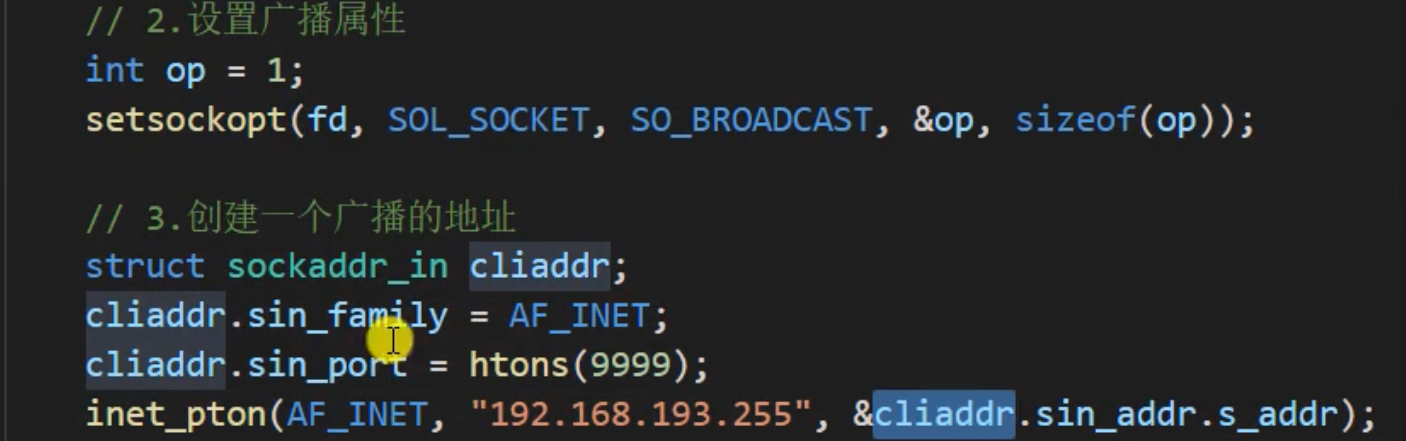 // 2.设置广播属性
int op = 1;
setsockopt(fd, SOL_SOCKET, SO_BROADCAST, &op, sizeof(op));
// 3.创建一个广播的地址
struct sockaddr_in cliaddr;
cliaddr.sin_family = AF_INET;
cliaddr.sin_port = htons(9999);
inet_pton(AF_INET, "192.168.193.255", &cliaddr.sin_addr.s_addr);